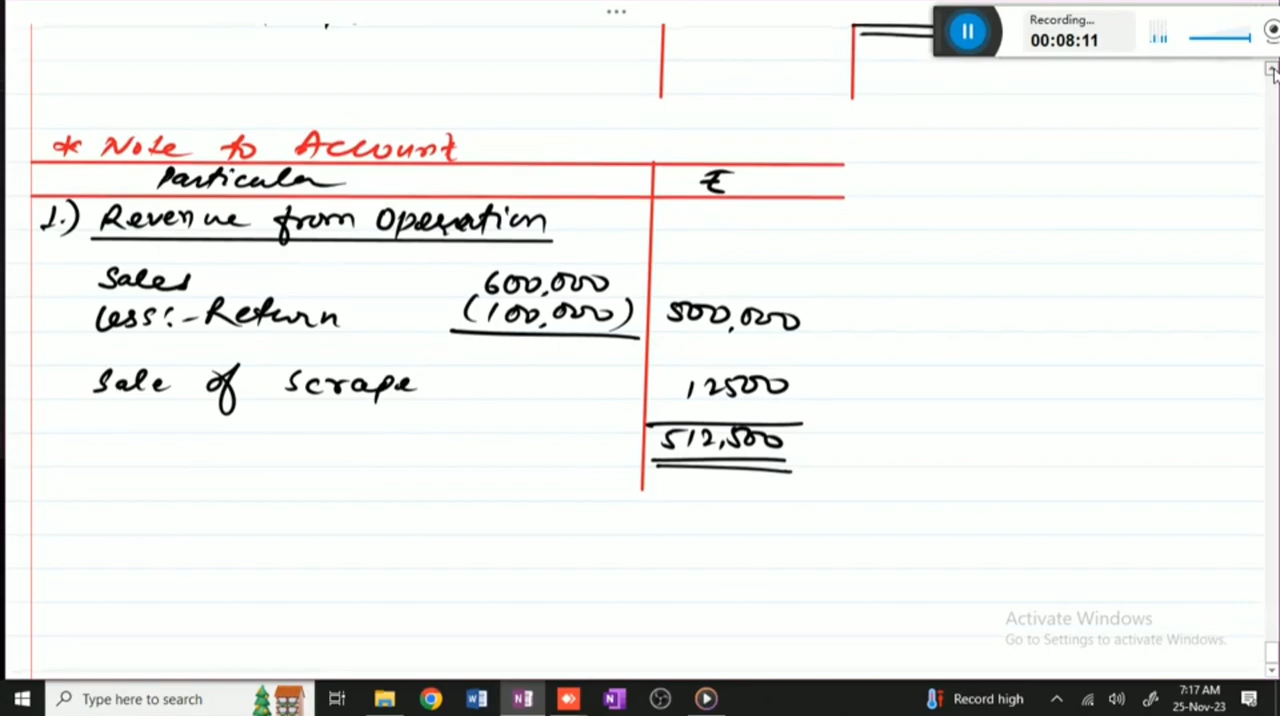 Recording...
00:08:11
* Note to Account
Particular ₹
1.) Revenue from Operation
Sales 600,000
Less:- Return (100,000) 500,000
Sale of Scrape 12500
512,500
Activate Windows
Go to Settings to activate Windows.
Type here to search
Record high
7:17 AM
25-Nov-23